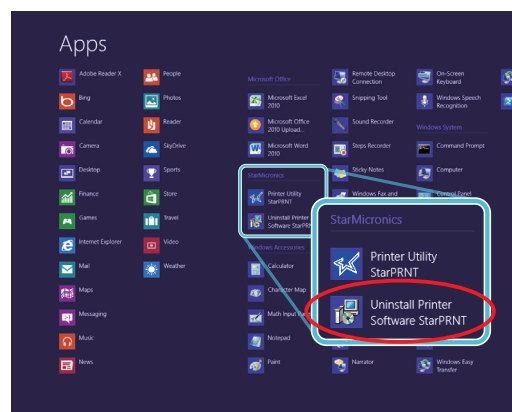 Apps
Adobe Reader X
Bing
Calendar
Camera
Desktop
Finance
Games
Internet Explorer
Mail
Maps
Messaging
Music
News
People
Photos
Reader
SkyDrive
Sports
Store
Travel
Video
Weather
Microsoft Office
Microsoft Excel
2010
Microsoft Office
2010 Upload...
Microsoft Word
2010
StarMicronics
Printer Utility
StarPRNT
Uninstall Printer
Software StarPRNT
Windows Accessories
Calculator
Character Map
Math Input
Notepad
Paint
Remote Desktop
Connection
Snipping Tool
Sound Recorder
Steps Recorder
Sticky Notes
Windows Fax and
Narrator
On-Screen
Keyboard
Windows Speech
Recognition
Windows System
Command Prompt
Computer
Control Panel
Windows Easy
Transfer
StarMicronics
Printer Utility
StarPRNT
Uninstall Printer
Software StarPRNT